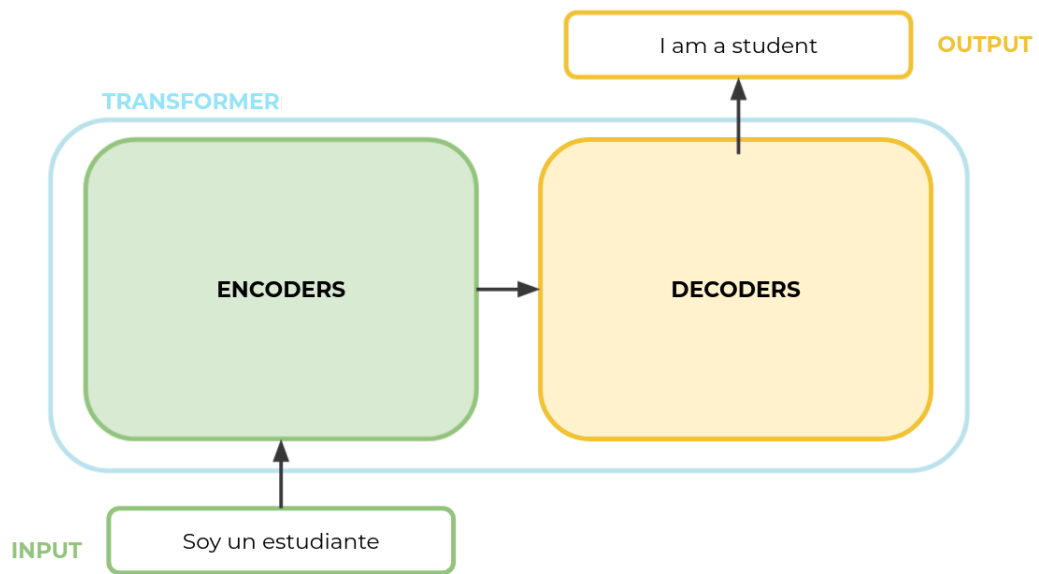 I am a student
OUTPUT
TRANSFORMER
ENCODERS
DECODERS
Soy un estudiante
INPUT